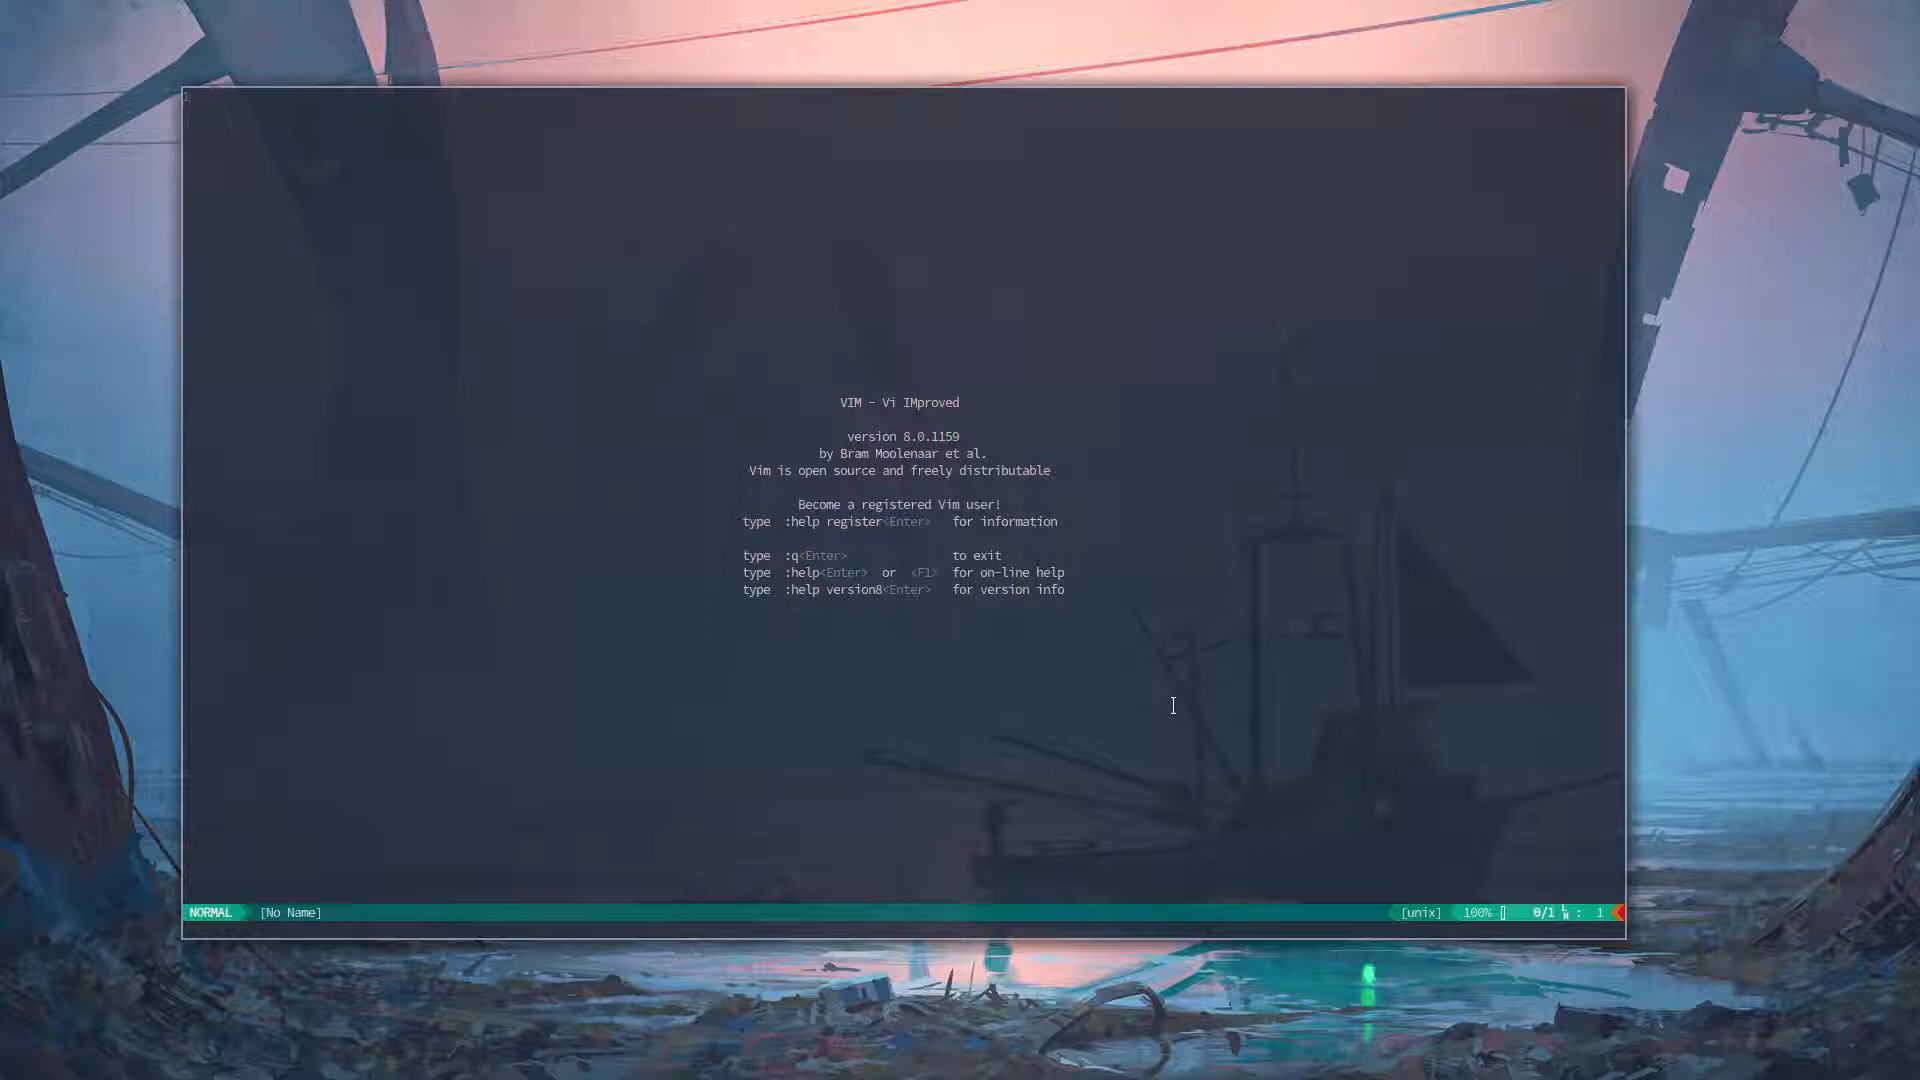 1
VIM - Vi IMproved
version 8.0.1159
by Bram Moolenaar et al.
Vim is open source and freely distributable
Become a registered Vim user!
type :help register<Enter> for information
type :q<Enter> to exit
type :help<Enter> or <F1> for on-line help
type :help version8<Enter> for version info
NORMAL [No Name] [unix] 100% 0/1 : 1